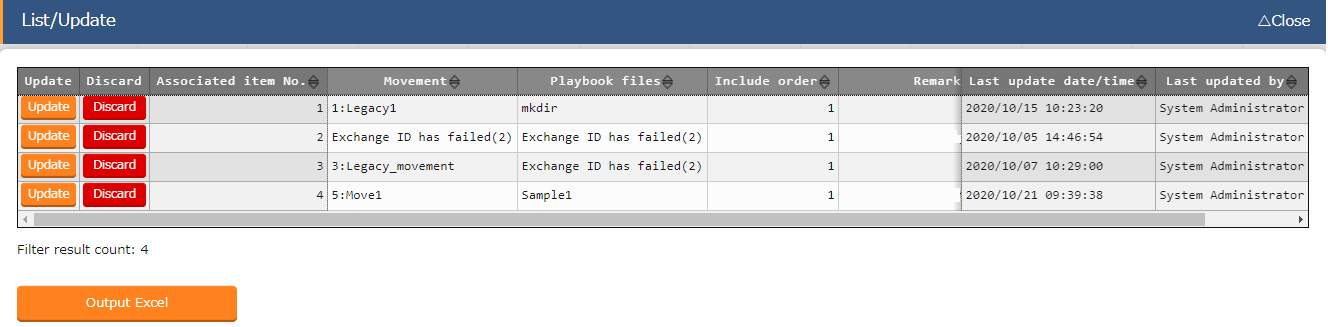 List/Update △Close
Update Discard Associated item No. Movement Playbook files Include order Remark Last update date/time Last updated by
Update Discard 1 1:Legacy1 mkdir 1 2020/10/15 10:23:20 System Administrator
Update Discard 2 Exchange ID has failed(2) Exchange ID has failed(2) 1 2020/10/05 14:46:54 System Administrator
Update Discard 3 3:Legacy_movement Exchange ID has failed(2) 1 2020/10/07 10:29:00 System Administrator
Update Discard 4 5:Move1 Sample1 1 2020/10/21 09:39:38 System Administrator
Filter result count: 4
Output Excel